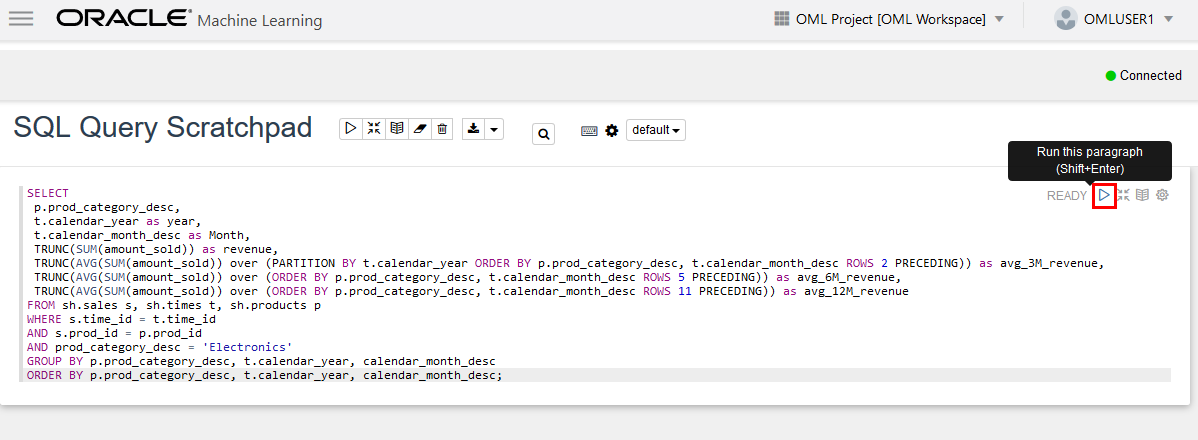 ORACLE® Machine Learning
OML Project [OML Workspace]
OMLUSER1
Connected
SQL Query Scratchpad
default
Run this paragraph
(Shift+Enter)
READY
SELECT
p.prod_category_desc,
t.calendar_year as year,
t.calendar_month_desc as Month,
TRUNC(SUM(amount_sold)) as revenue,
TRUNC(AVG(SUM(amount_sold)) over (PARTITION BY t.calendar_year ORDER BY p.prod_category_desc, t.calendar_month_desc ROWS 2 PRECEDING)) as avg_3M_revenue,
TRUNC(AVG(SUM(amount_sold)) over (ORDER BY p.prod_category_desc, t.calendar_month_desc ROWS 5 PRECEDING)) as avg_6M_revenue,
TRUNC(AVG(SUM(amount_sold)) over (ORDER BY p.prod_category_desc, t.calendar_month_desc ROWS 11 PRECEDING)) as avg_12M_revenue
FROM sh.sales s, sh.times t, sh.products p
WHERE s.time_id = t.time_id
AND s.prod_id = p.prod_id
AND prod_category_desc = 'Electronics'
GROUP BY p.prod_category_desc, t.calendar_year, calendar_month_desc
ORDER BY p.prod_category_desc, t.calendar_year, calendar_month_desc;